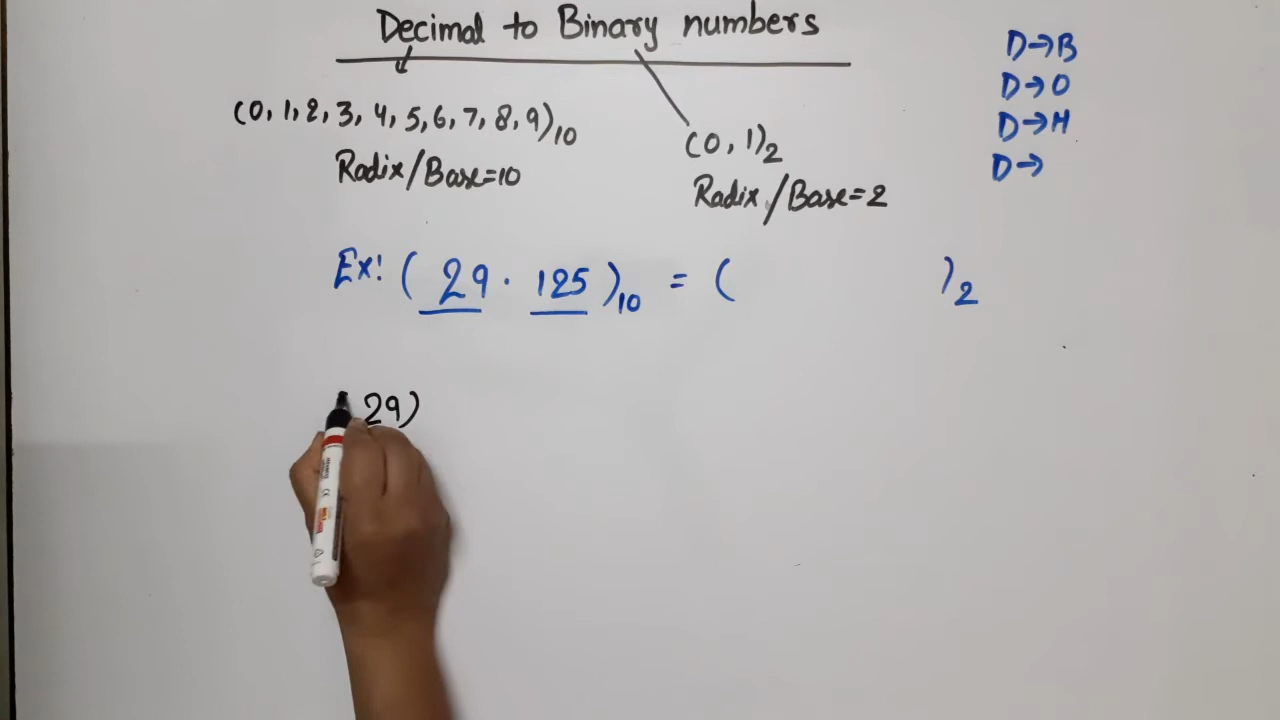 Decimal to Binary numbers
(0, 1, 2, 3, 4, 5, 6, 7, 8, 9)10
Radix/Base=10
(0, 1)2
Radix/Base=2
D→B
D→O
D→H
D→
Ex: ( 29 . 125 )10 = ( )2
29)